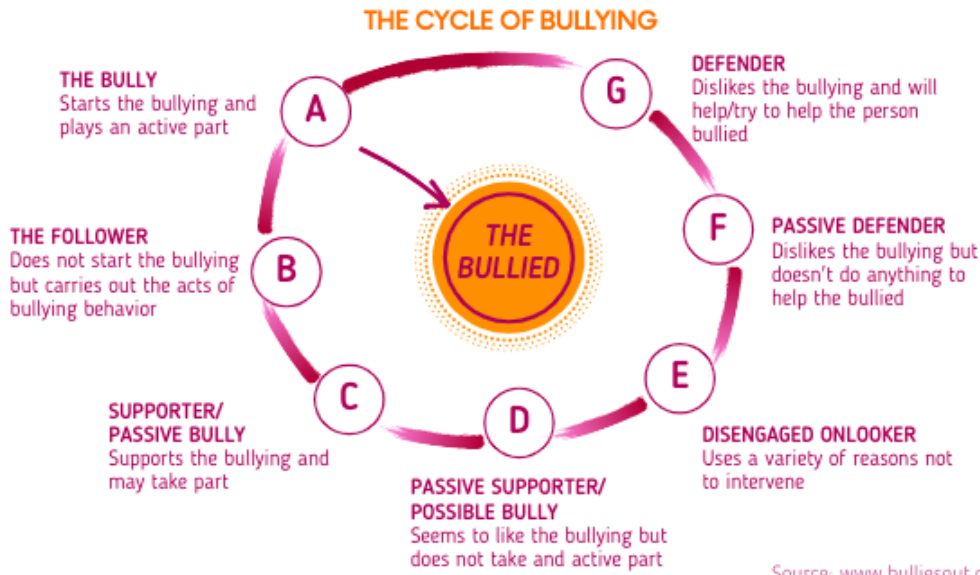 THE CYCLE OF BULLYING
A
THE BULLY
Starts the bullying and
plays an active part
B
THE FOLLOWER
Does not start the bullying
but carries out the acts of
bullying behavior
C
SUPPORTER/
PASSIVE BULLY
Supports the bullying and
may take part
D
PASSIVE SUPPORTER/
POSSIBLE BULLY
Seems to like the bullying but
does not take and active part
E
DISENGAGED ONLOOKER
Uses a variety of reasons not
to intervene
F
PASSIVE DEFENDER
Dislikes the bullying but
doesn't do anything to
help the bullied
G
DEFENDER
Dislikes the bullying and will
help/try to help the person
bullied
THE
BULLIED
Source: